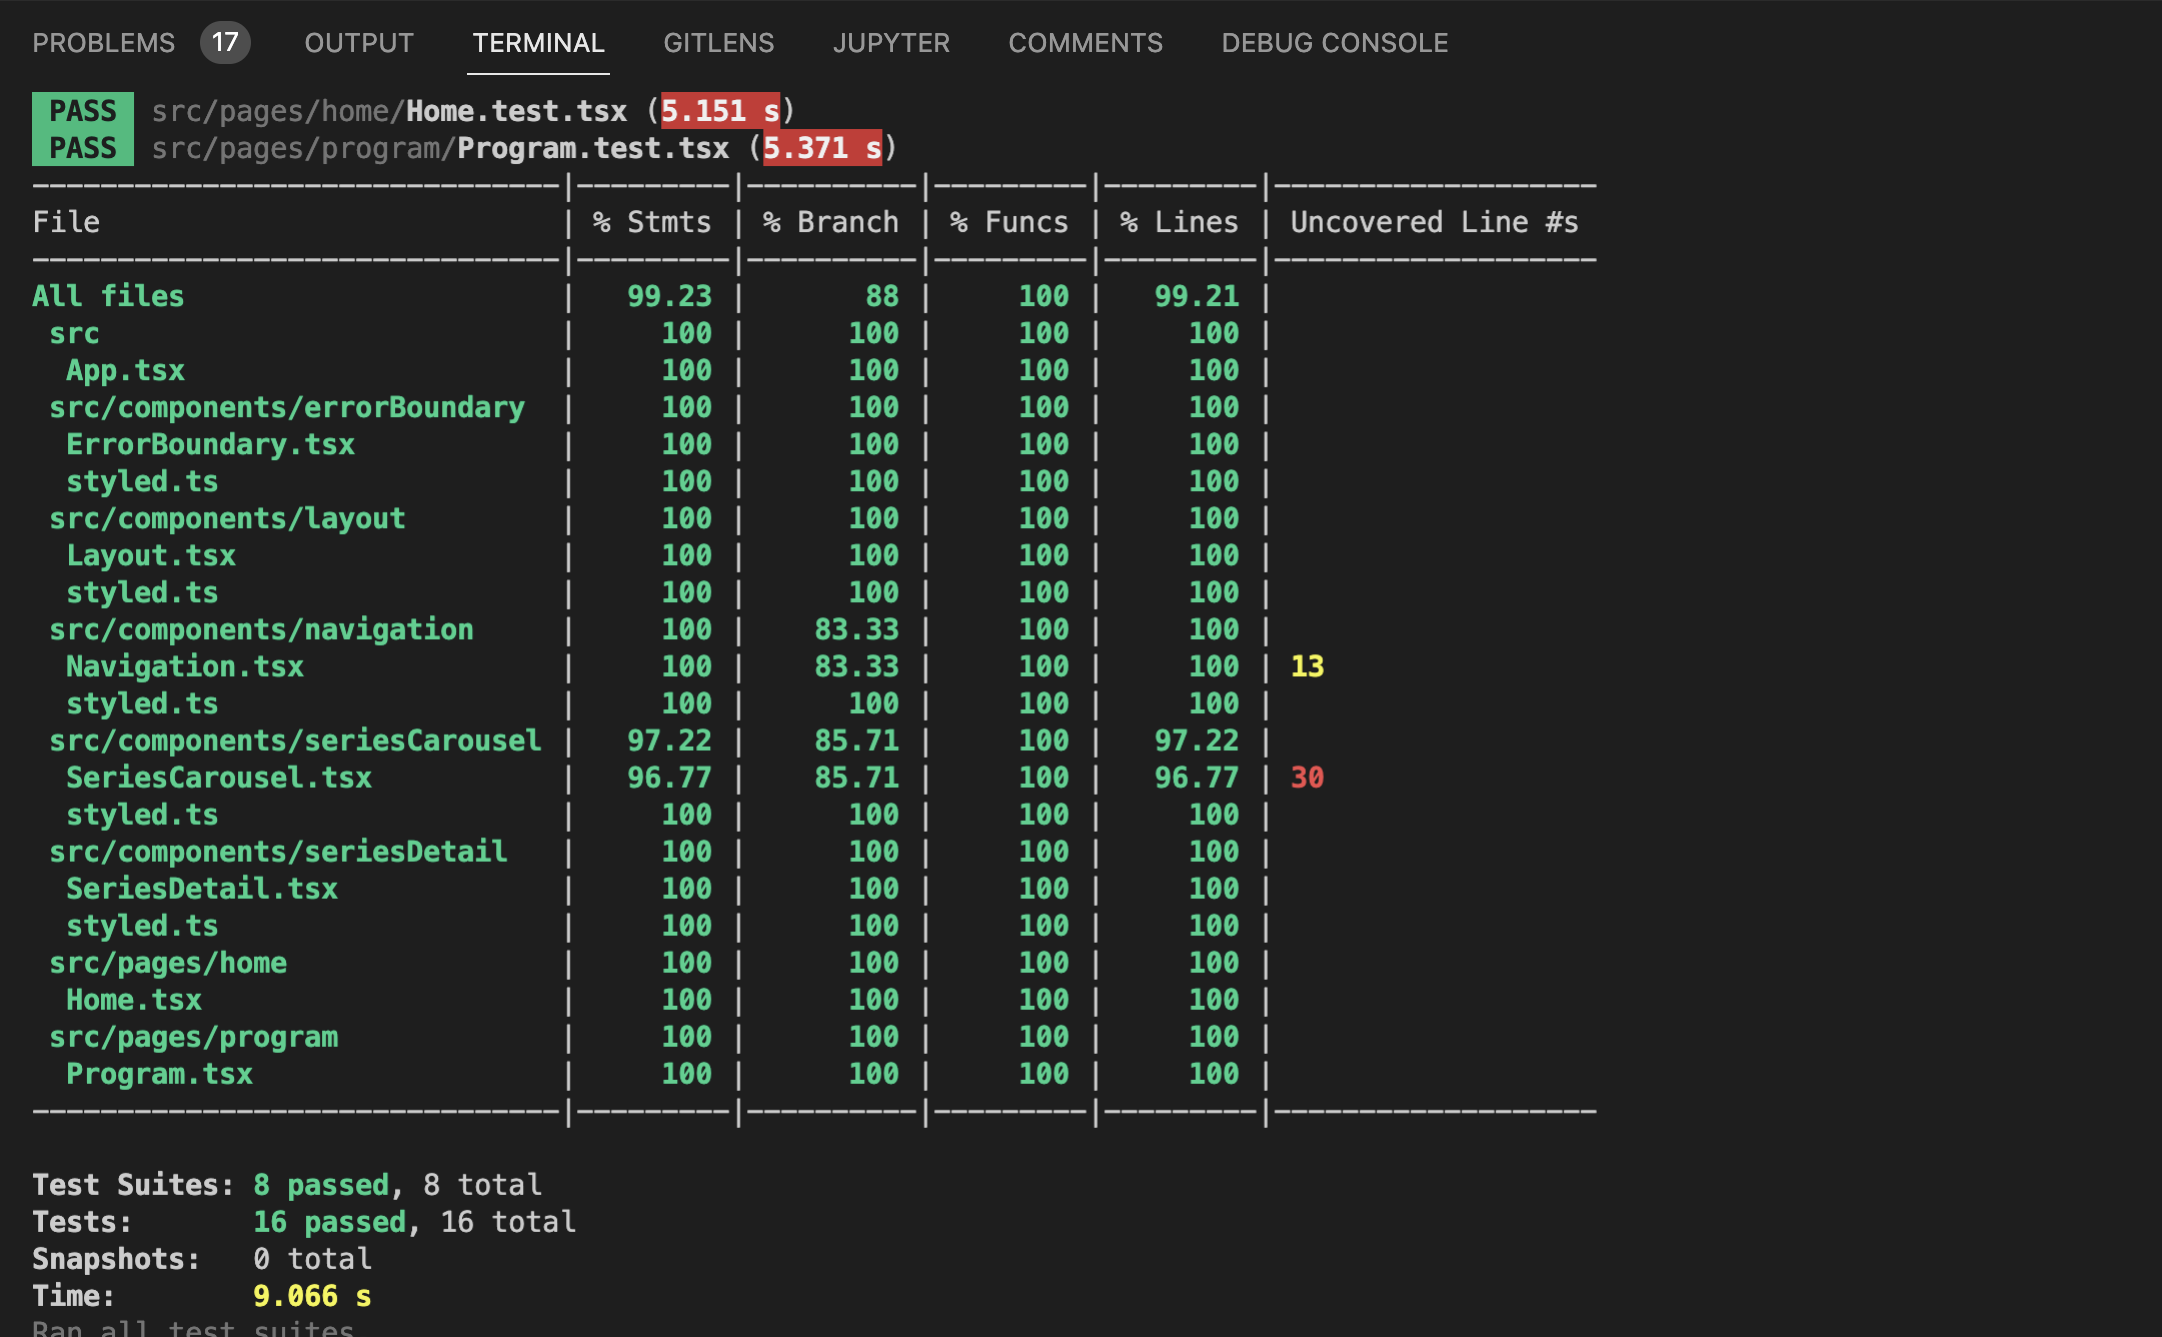 PROBLEMS 17 OUTPUT TERMINAL GITLENS JUPYTER COMMENTS DEBUG CONSOLE
PASS src/pages/home/Home.test.tsx (5.151 s)
PASS src/pages/program/Program.test.tsx (5.371 s)
-------------------------------|---------|----------|---------|---------|-------------------
File                           | % Stmts | % Branch | % Funcs | % Lines | Uncovered Line #s
-------------------------------|---------|----------|---------|---------|-------------------
All files                      |   99.23 |       88 |     100 |   99.21 |
 src                           |     100 |      100 |     100 |     100 |
  App.tsx                      |     100 |      100 |     100 |     100 |
 src/components/errorBoundary  |     100 |      100 |     100 |     100 |
  ErrorBoundary.tsx            |     100 |      100 |     100 |     100 |
  styled.ts                    |     100 |      100 |     100 |     100 |
 src/components/layout         |     100 |      100 |     100 |     100 |
  Layout.tsx                   |     100 |      100 |     100 |     100 |
  styled.ts                    |     100 |      100 |     100 |     100 |
 src/components/navigation     |     100 |    83.33 |     100 |     100 |
  Navigation.tsx               |     100 |    83.33 |     100 |     100 | 13
  styled.ts                    |     100 |      100 |     100 |     100 |
 src/components/seriesCarousel |   97.22 |    85.71 |     100 |   97.22 |
  SeriesCarousel.tsx           |   96.77 |    85.71 |     100 |   96.77 | 30
  styled.ts                    |     100 |      100 |     100 |     100 |
 src/components/seriesDetail   |     100 |      100 |     100 |     100 |
  SeriesDetail.tsx             |     100 |      100 |     100 |     100 |
  styled.ts                    |     100 |      100 |     100 |     100 |
 src/pages/home                |     100 |      100 |     100 |     100 |
  Home.tsx                     |     100 |      100 |     100 |     100 |
 src/pages/program             |     100 |      100 |     100 |     100 |
  Program.tsx                  |     100 |      100 |     100 |     100 |
-------------------------------|---------|----------|---------|---------|-------------------
Test Suites: 8 passed, 8 total
Tests:       16 passed, 16 total
Snapshots:   0 total
Time:        9.066 s
Ran all test suites.